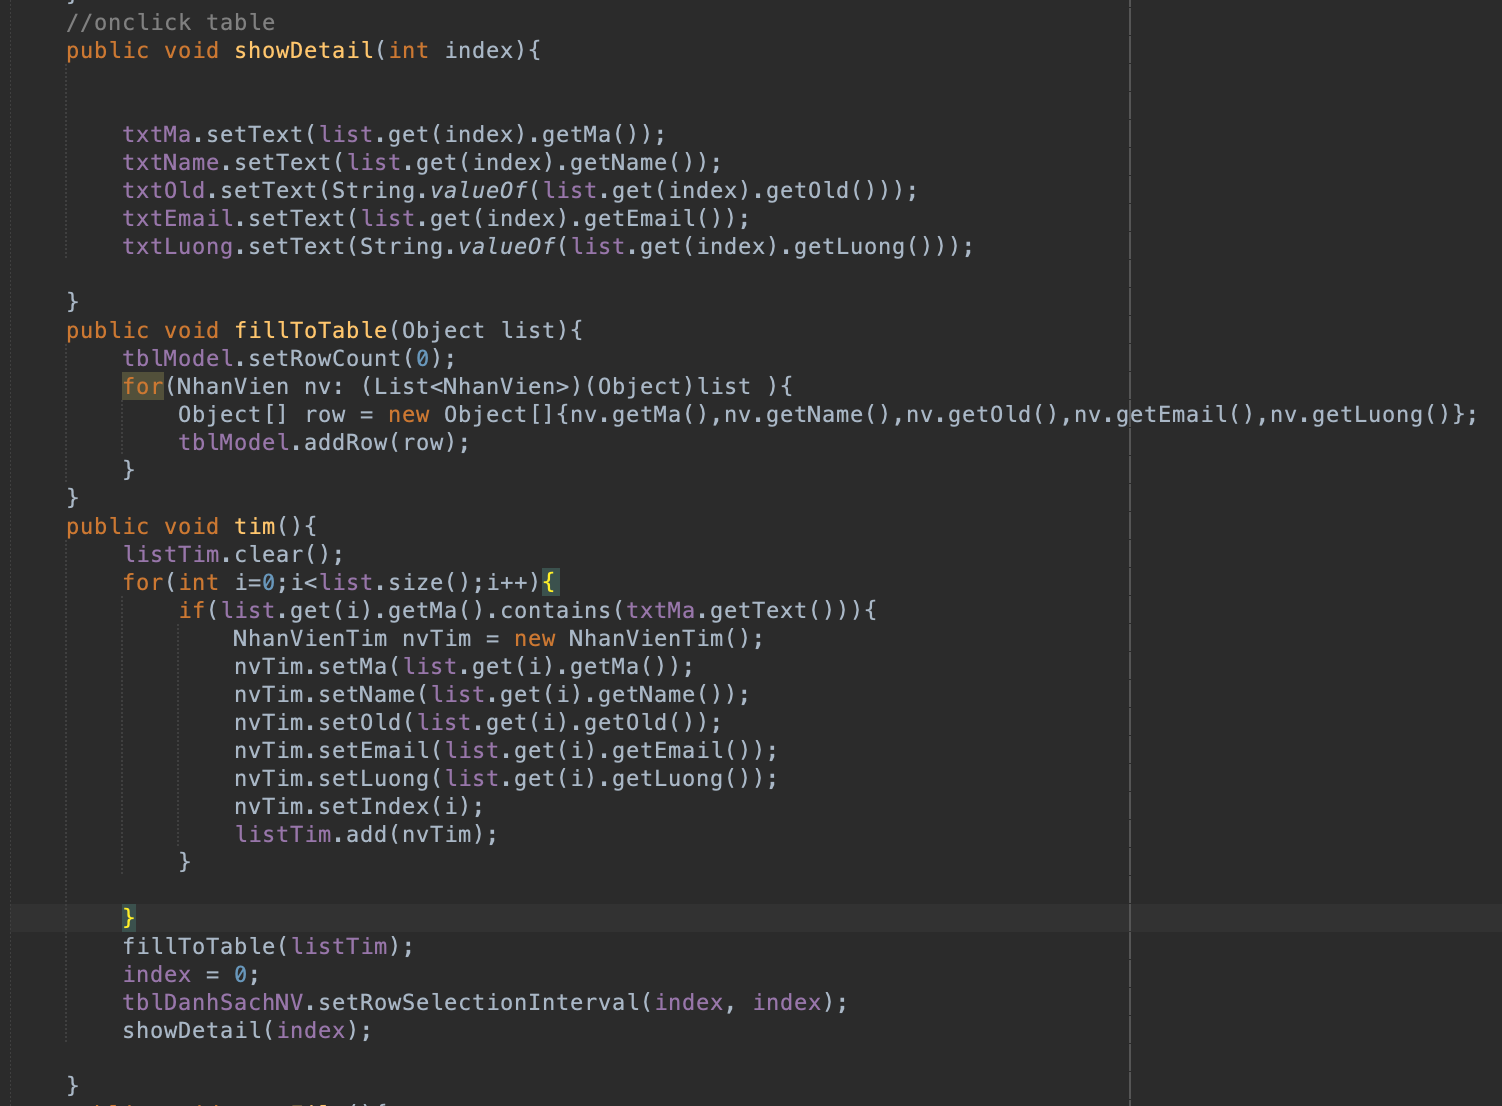 //onclick table
public void showDetail(int index){
txtMa.setText(list.get(index).getMa());
txtName.setText(list.get(index).getName());
txtOld.setText(String.valueOf(list.get(index).getOld()));
txtEmail.setText(list.get(index).getEmail());
txtLuong.setText(String.valueOf(list.get(index).getLuong()));
}
public void fillToTable(Object list){
tblModel.setRowCount(0);
for(NhanVien nv: (List<NhanVien>)(Object)list ){
Object[] row = new Object[]{nv.getMa(),nv.getName(),nv.getOld(),nv.getEmail(),nv.getLuong()};
tblModel.addRow(row);
}
}
public void tim(){
listTim.clear();
for(int i=0;i<list.size();i++){
if(list.get(i).getMa().contains(txtMa.getText())){
NhanVienTim nvTim = new NhanVienTim();
nvTim.setMa(list.get(i).getMa());
nvTim.setName(list.get(i).getName());
nvTim.setOld(list.get(i).getOld());
nvTim.setEmail(list.get(i).getEmail());
nvTim.setLuong(list.get(i).getLuong());
nvTim.setIndex(i);
listTim.add(nvTim);
}
}
fillToTable(listTim);
index = 0;
tblDanhSachNV.setRowSelectionInterval(index, index);
showDetail(index);
}